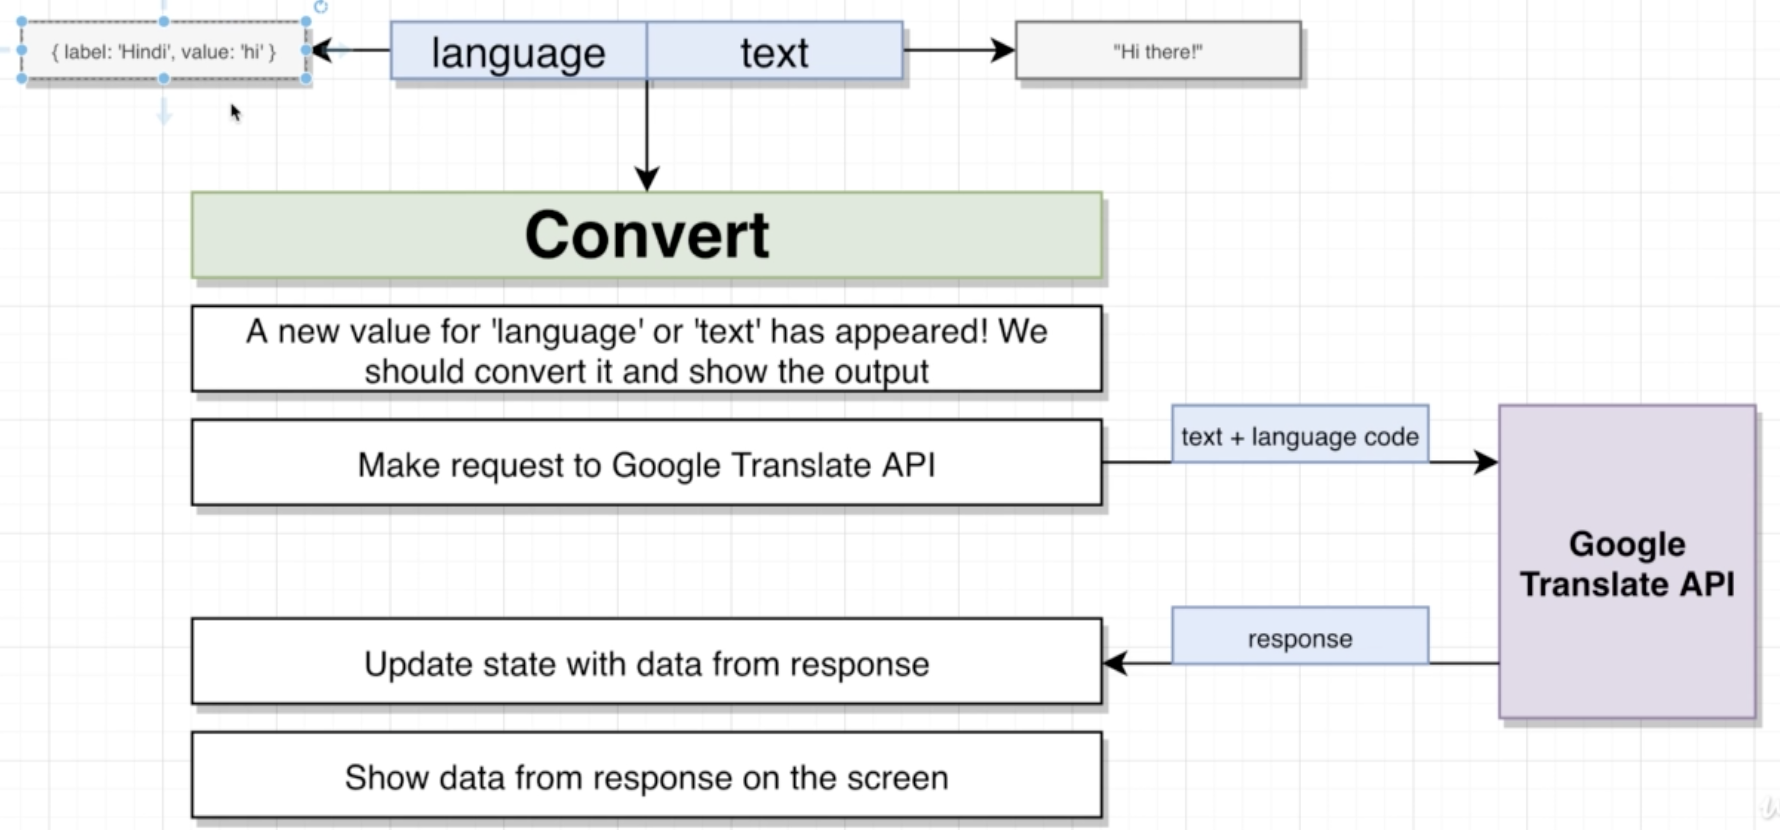 { label: 'Hindi', value: 'hi' }
language
text
"Hi there!"
Convert
A new value for 'language' or 'text' has appeared! We
should convert it and show the output
Make request to Google Translate API
text + language code
Google
Translate API
response
Update state with data from response
Show data from response on the screen